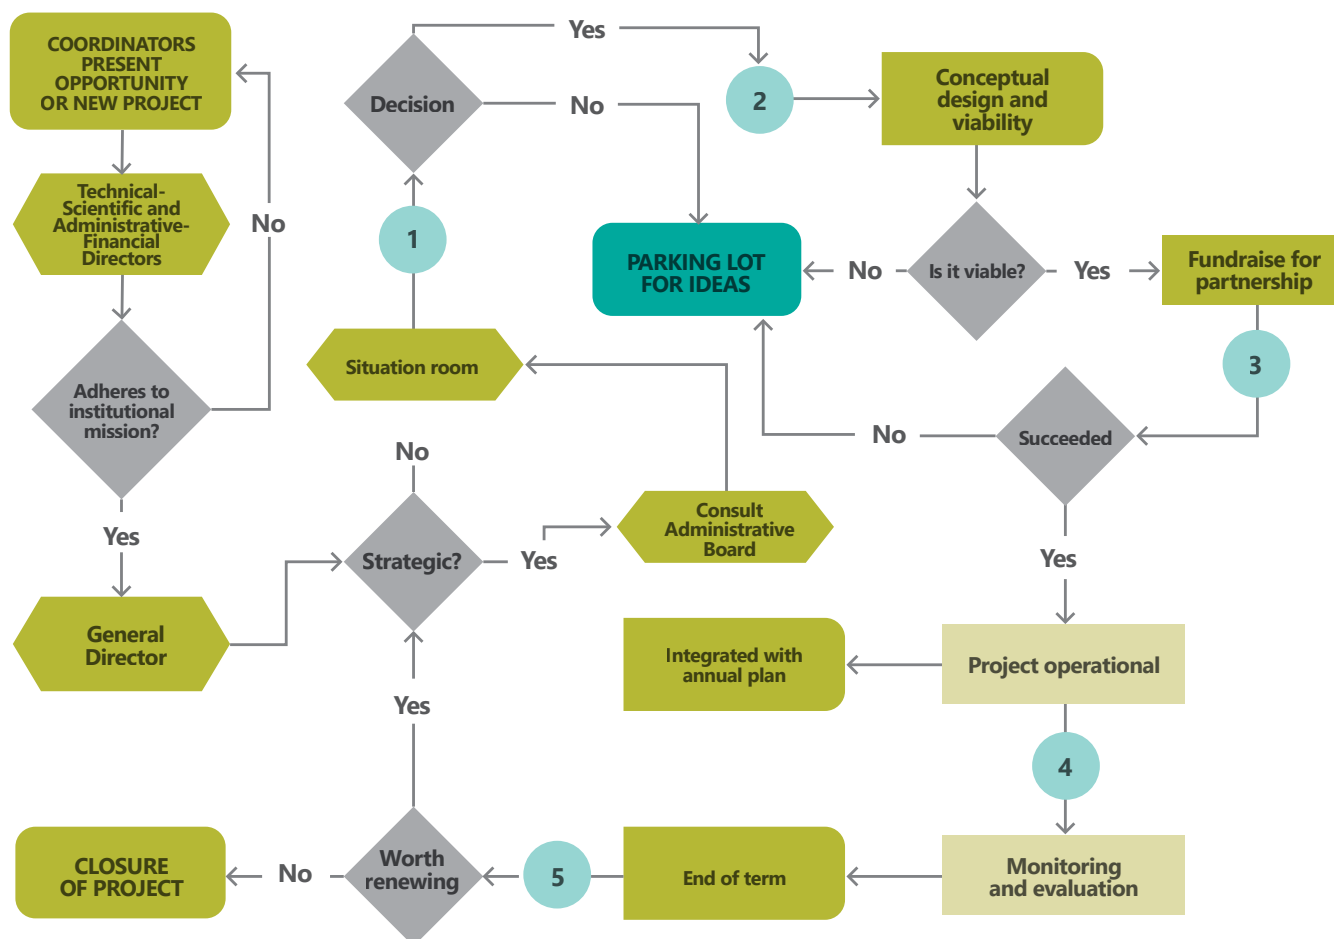 COORDINATORS
PRESENT
OPPORTUNITY
OR NEW PROJECT
Technical-
Scientific and
Administrative-
Financial
Directors
No
Adheres to
institutional
mission?
Yes
General
Director
Decision
Yes
No
1
Situation room
No
Strategic?
Yes
Consult
Administrative
Board
2
Conceptual
design and
viability
PARKING LOT
FOR IDEAS
No
Is it viable?
Yes
Fundraise for
partnership
3
No
Succeeded
Yes
Integrated with
annual plan
Project operational
4
Yes
CLOSURE
OF PROJECT
No
Worth
renewing
5
End of term
Monitoring
and evaluation